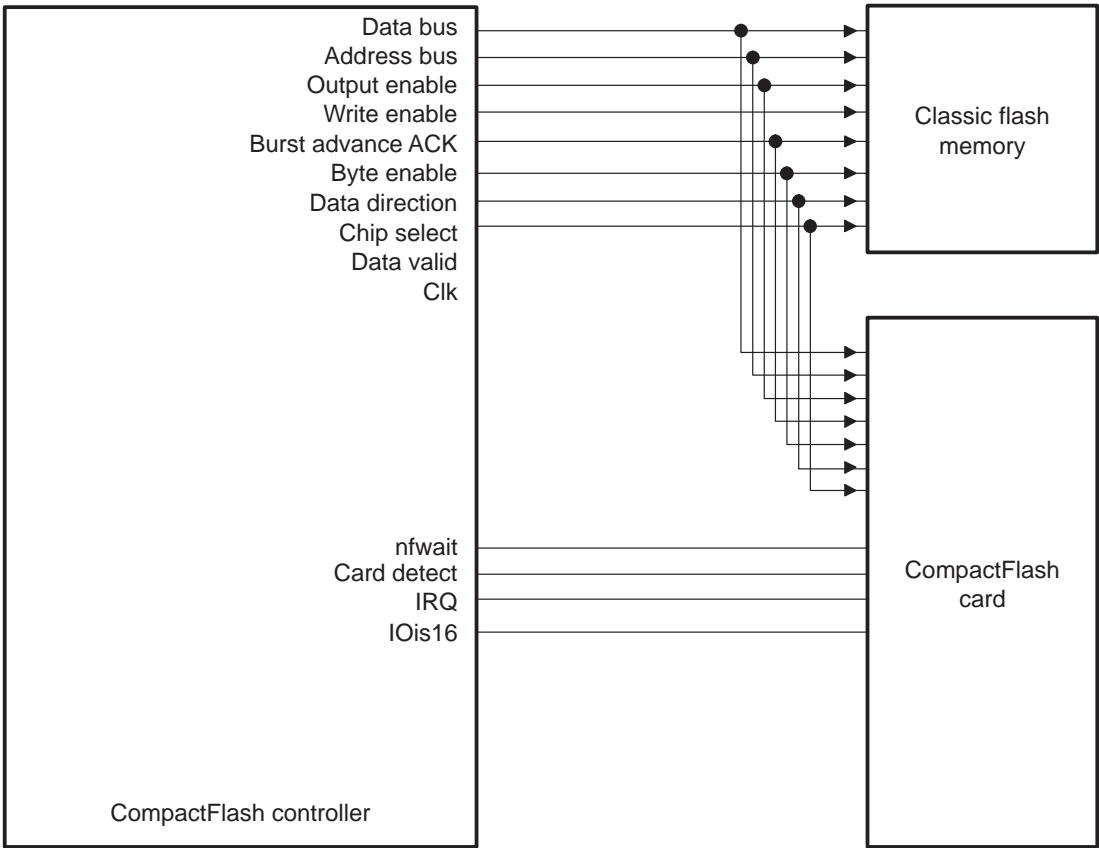 Data bus
Address bus
Output enable
Write enable
Burst advance ACK
Byte enable
Data direction
Chip select
Data valid
Clk
nfwait
Card detect
IRQ
IOis16
CompactFlash controller
Classic flash
memory
CompactFlash
card